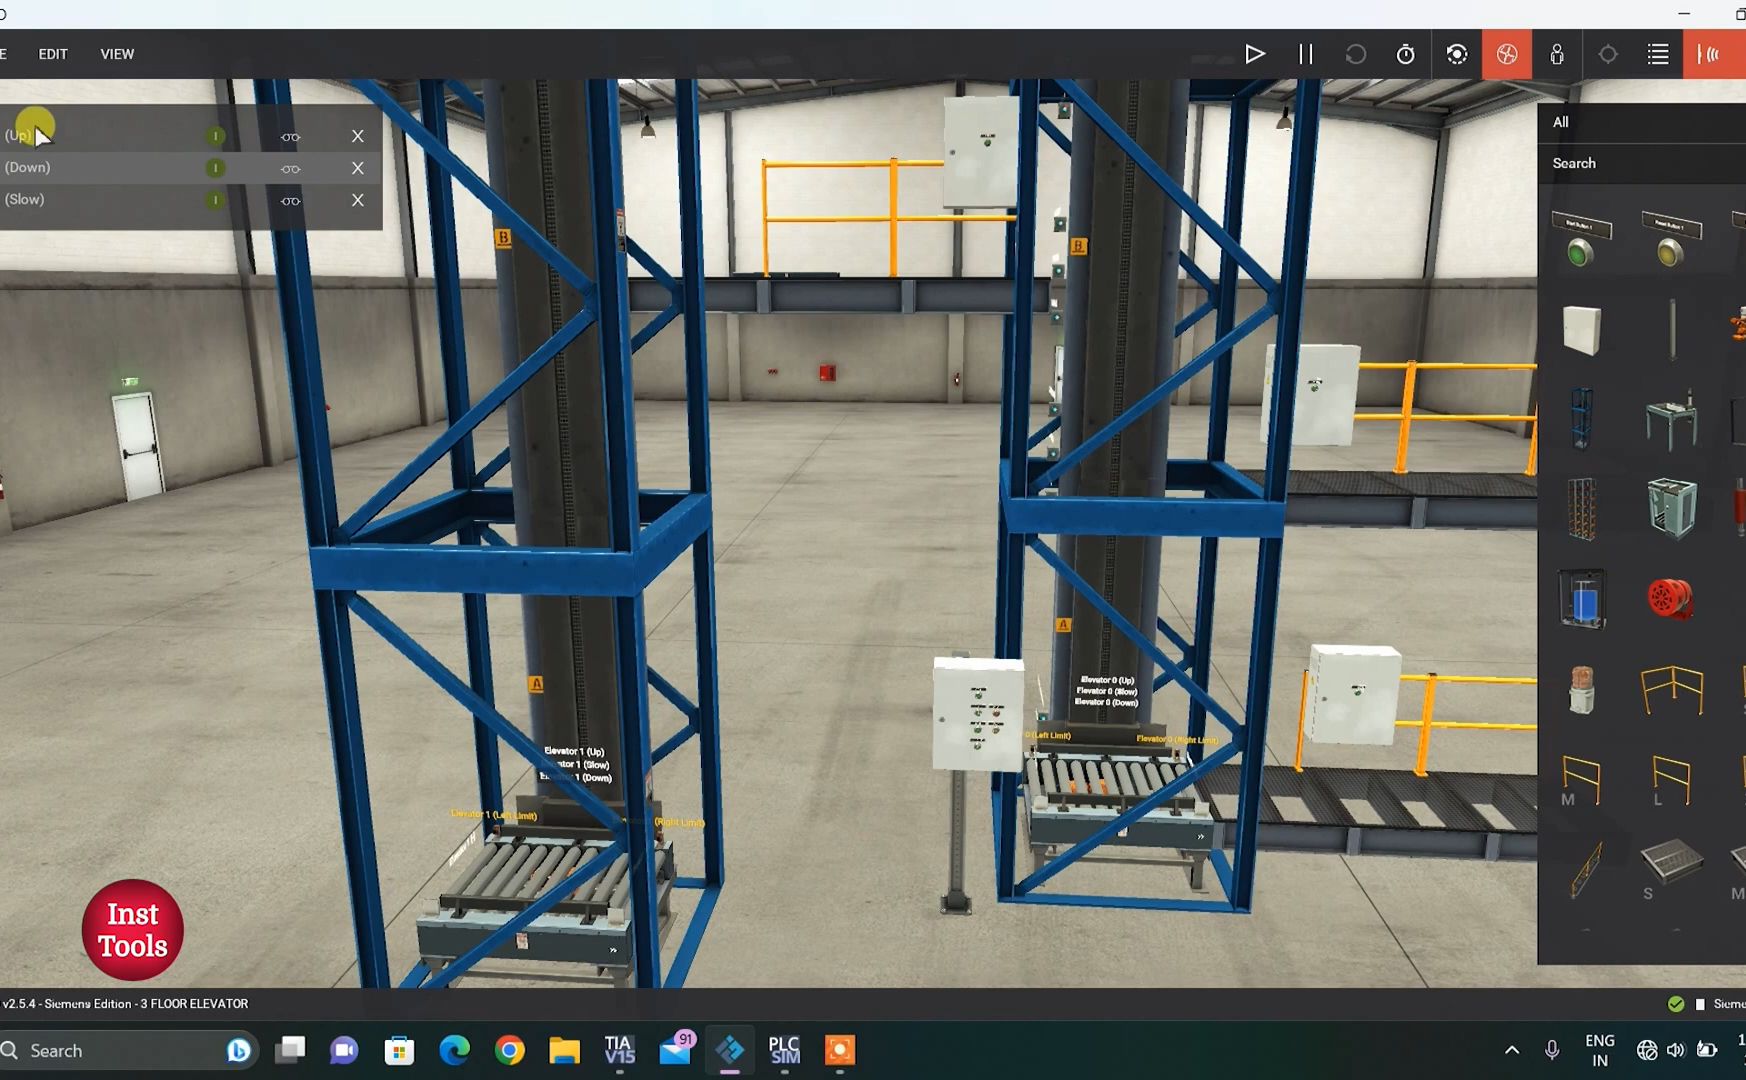 E EDIT VIEW
(Up)
(Down)
(Slow)
X
X
X
B
B
A
A
Elevator 1 (Up)
1 (Slow)
1 (Down)
Elevator 1 (Left Limit)
(Right Limit)
Elevator 0 (Up)
Elevator 0 (Slow)
Elevator 0 (Down)
0 (Left Limit)
Elevator 0 (Right Limit)
All
Search
M
L
S
M
Inst
Tools
v2.5.4 - Siemens Edition - 3 FLOOR ELEVATOR
Sieme
Search
TIA
V15
91
PLC
SIM
ENG
IN